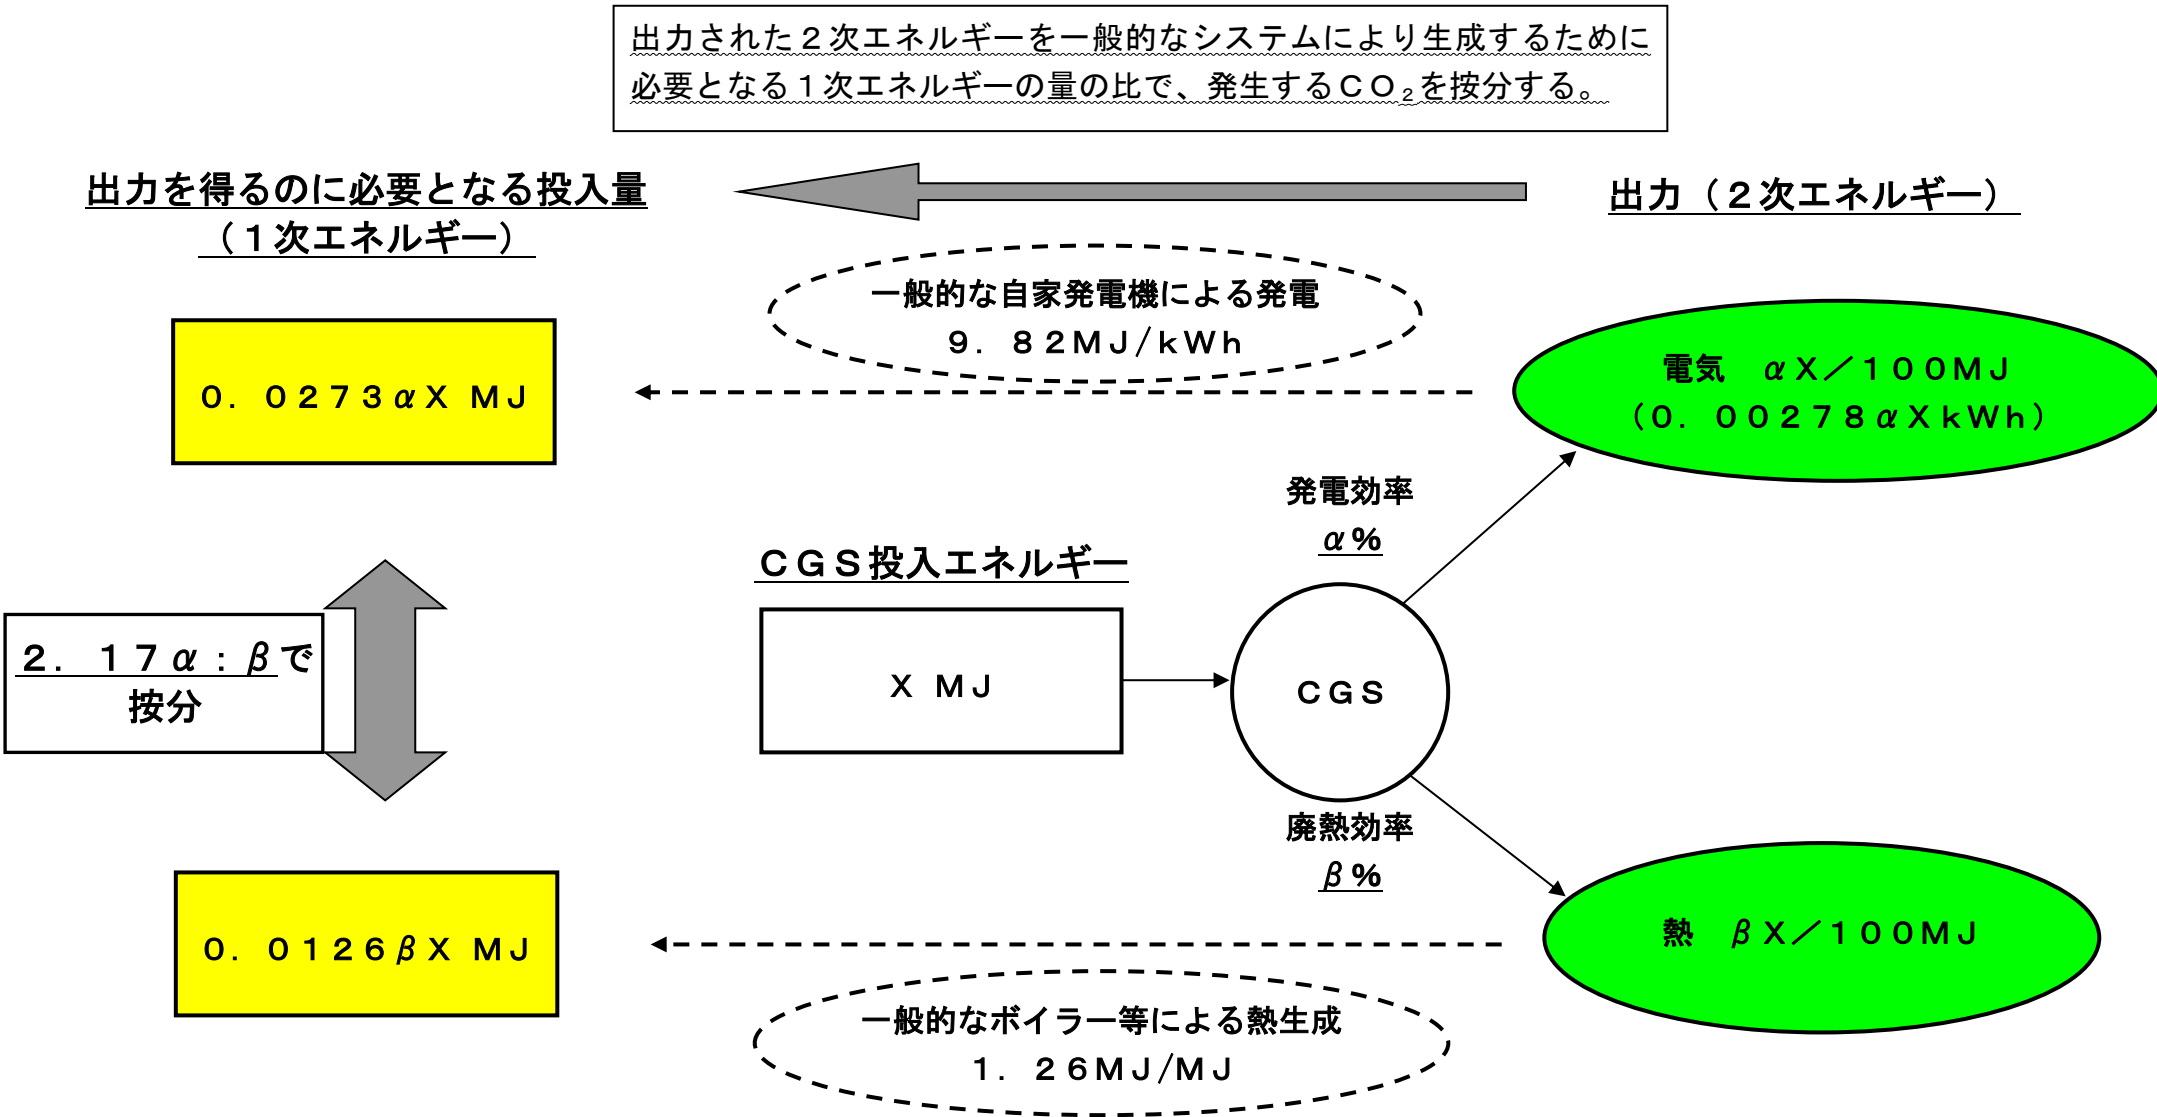 出力された２次エネルギーを一般的なシステムにより生成するために
必要となる１次エネルギーの量の比で、発生するＣＯ₂を按分する。
出力を得るのに必要となる投入量
（１次エネルギー）
出力（２次エネルギー）
一般的な自家発電機による発電
９．８２ＭＪ/ｋＷｈ
０．０２７３αＸ ＭＪ
電気　αＸ／１００ＭＪ
（０．００２７８αＸｋＷｈ）
発電効率
α％
ＣＧＳ投入エネルギー
２．１７α：βで
按分
Ｘ ＭＪ
ＣＧＳ
廃熱効率
β％
０．０１２６βＸ ＭＪ
熱　βＸ／１００ＭＪ
一般的なボイラー等による熱生成
１．２６ＭＪ/ＭＪ